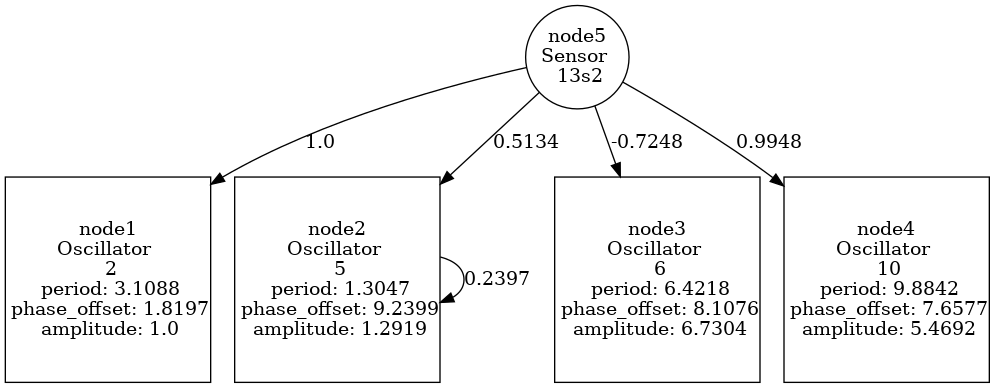 node5
Sensor
13s2
1.0
0.5134
-0.7248
0.9948
node1
Oscillator
2
period: 3.1088
phase_offset: 1.8197
amplitude: 1.0
node2
Oscillator
5
period: 1.3047
phase_offset: 9.2399
amplitude: 1.2919
0.2397
node3
Oscillator
6
period: 6.4218
phase_offset: 8.1076
amplitude: 6.7304
node4
Oscillator
10
period: 9.8842
phase_offset: 7.6577
amplitude: 5.4692